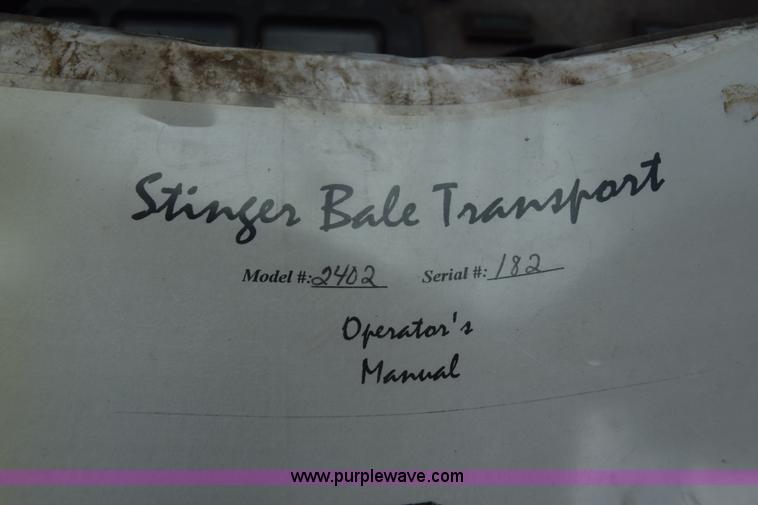 Stinger Bale Transport
Model #: 2402 Serial #: 182
Operator's
Manual
www.purplewave.com